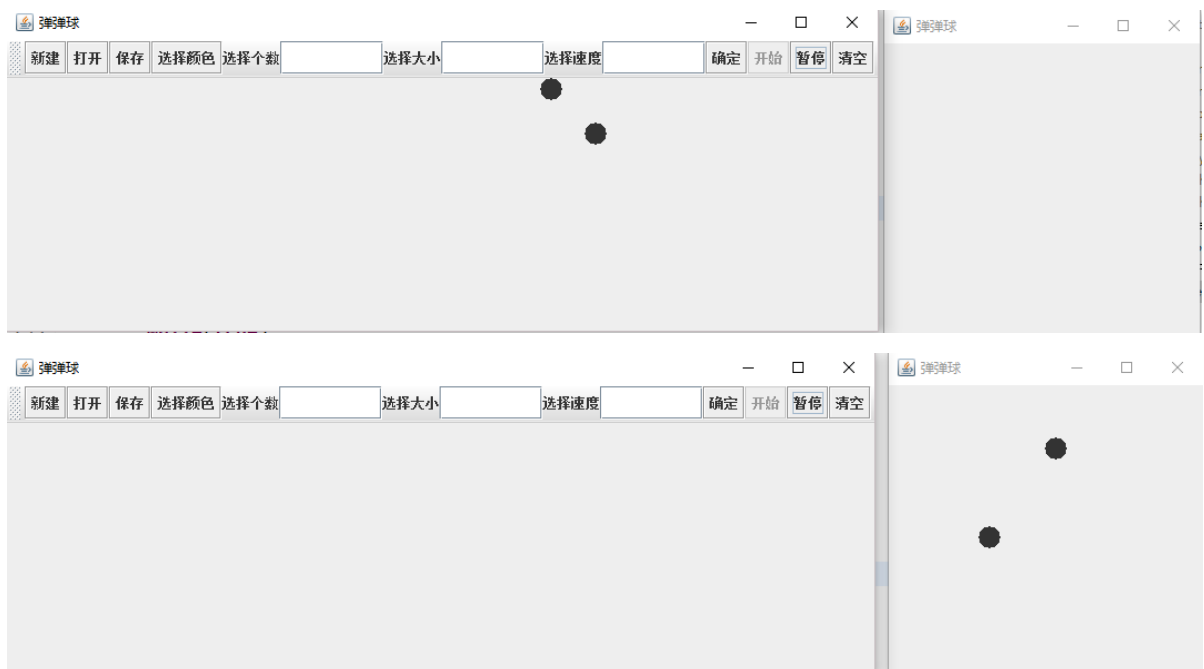 弹弹球
新建 打开 保存 选择颜色 选择个数 选择大小 选择速度 确定 开始 暂停 清空
弹弹球
弹弹球
新建 打开 保存 选择颜色 选择个数 选择大小 选择速度 确定 开始 暂停 清空
弹弹球